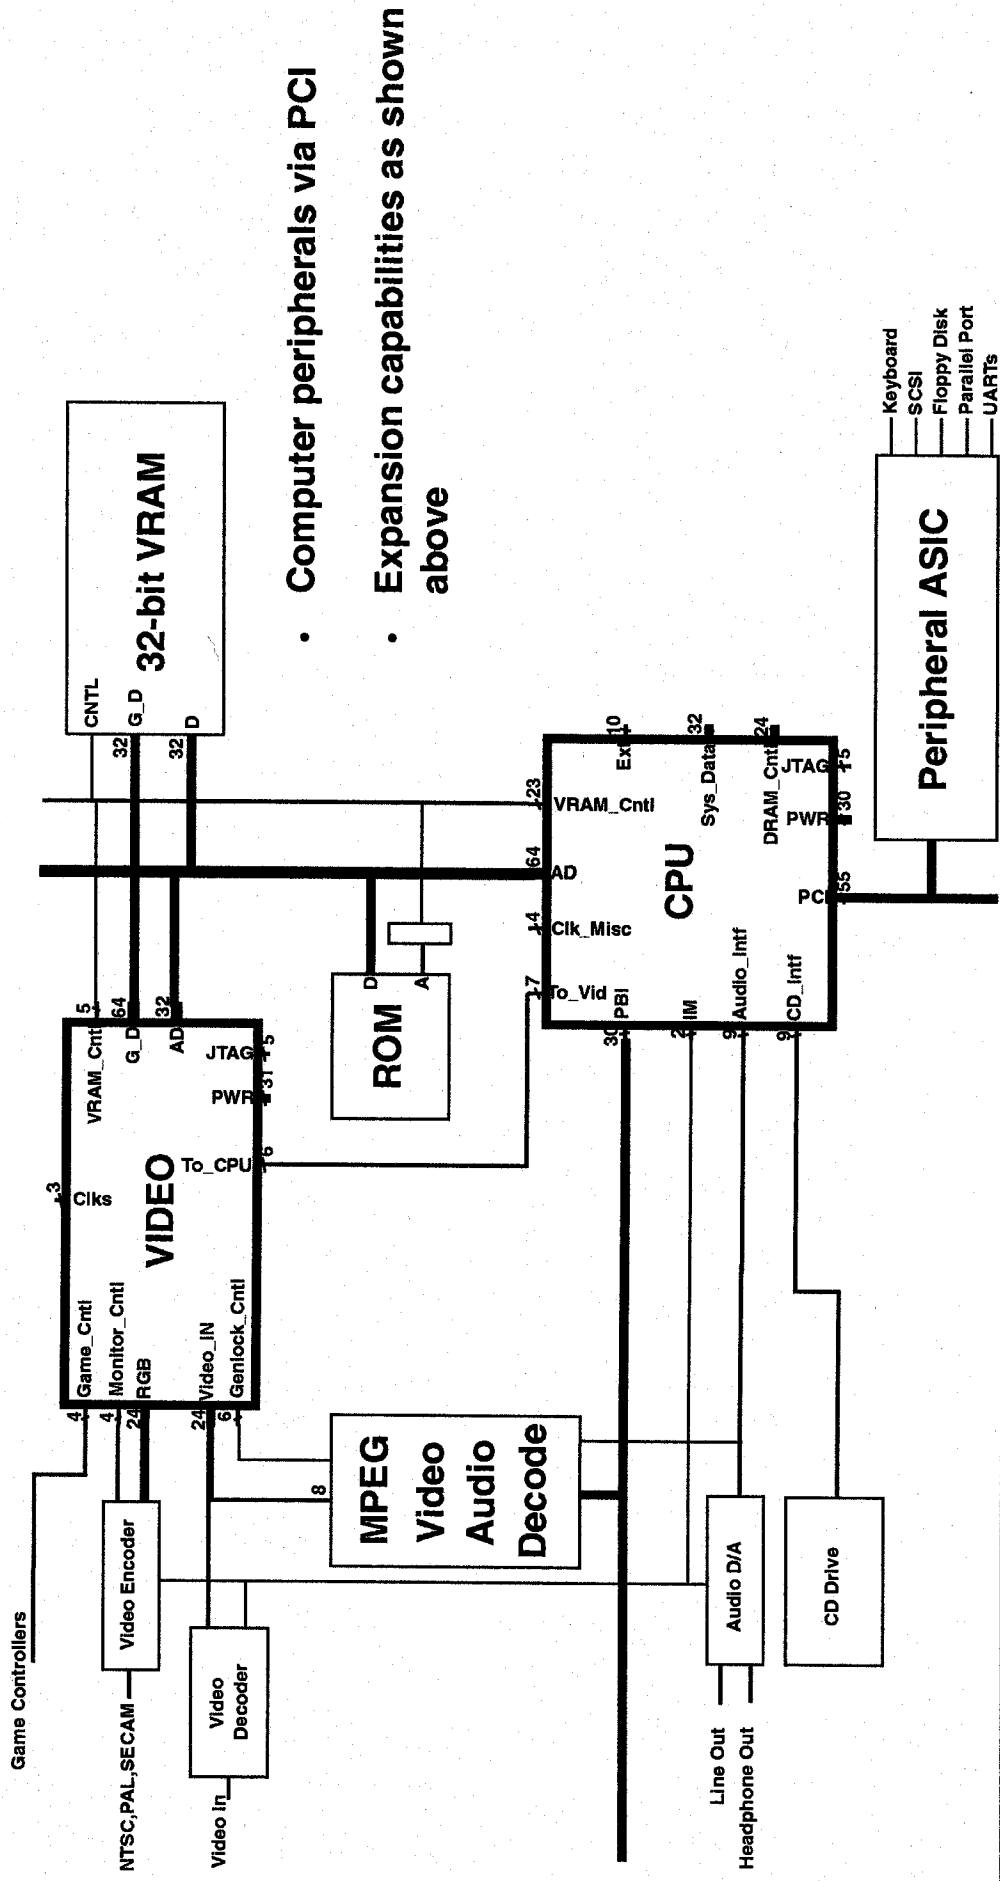 Game Controllers
NTSC,PAL,SECAM
Video In
Video Encoder
Video
Decoder
4
4
24
24
6
Game_Cntl
Monitor_Cntl
RGB
Video_IN
Genlock_Cntl
3
Clks
VIDEO
To_CPU
6
PWR
31
JTAG
5
VRAM_Cntl
5
G_D
64
AD
32
CNTL
G_D
32
D
32
32-bit VRAM
8
MPEG
Video
Audio
Decode
ROM
D
A
• Computer peripherals via PCI
• Expansion capabilities as shown
above
7
To_Vid
4
Clk_Misc
64
AD
23
VRAM_Cntl
30
PBI
2
IM
9
Audio_Intf
9
CD_Intf
CPU
Ext
10
Sys_Data
32
DRAM_Cntl
24
PCI
55
PWR
30
JTAG
5
Line Out
Headphone Out
Audio D/A
CD Drive
Peripheral ASIC
Keyboard
SCSI
Floppy Disk
Parallel Port
UARTs